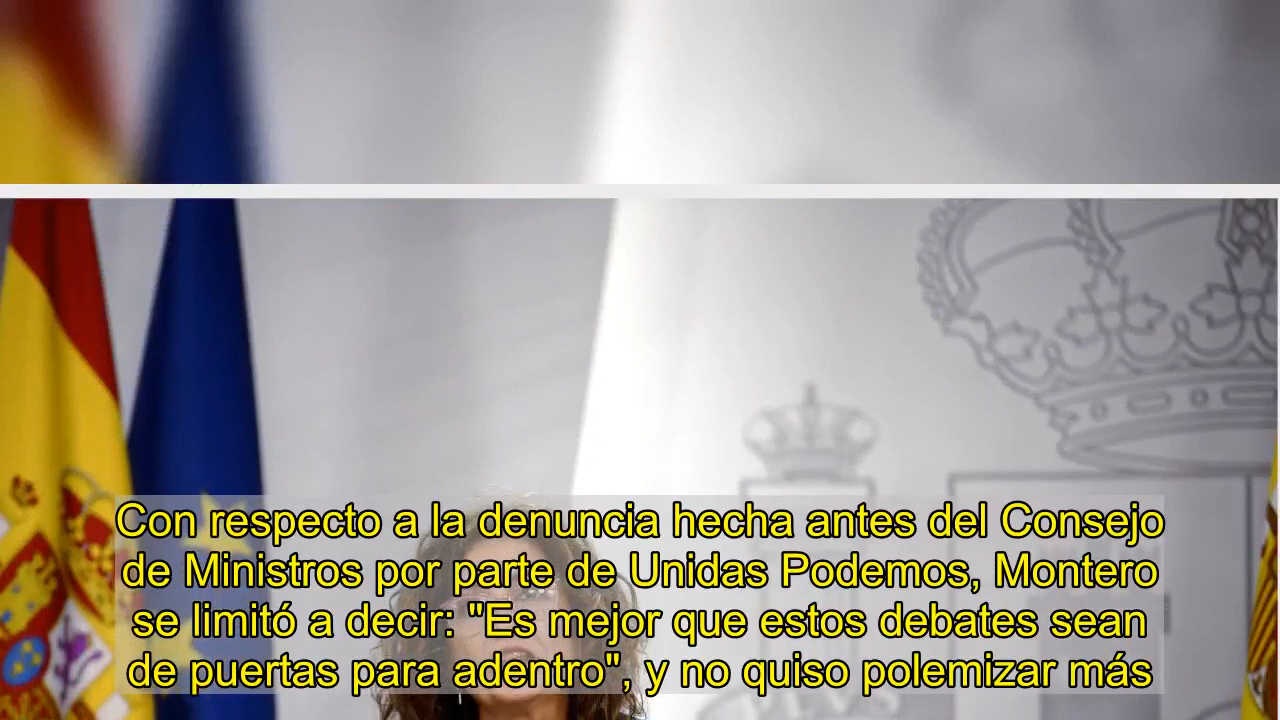 Con respecto a la denuncia hecha antes del Consejo
de Ministros por parte de Unidas Podemos, Montero
se limitó a decir: "Es mejor que estos debates sean
de puertas para adentro", y no quiso polemizar más